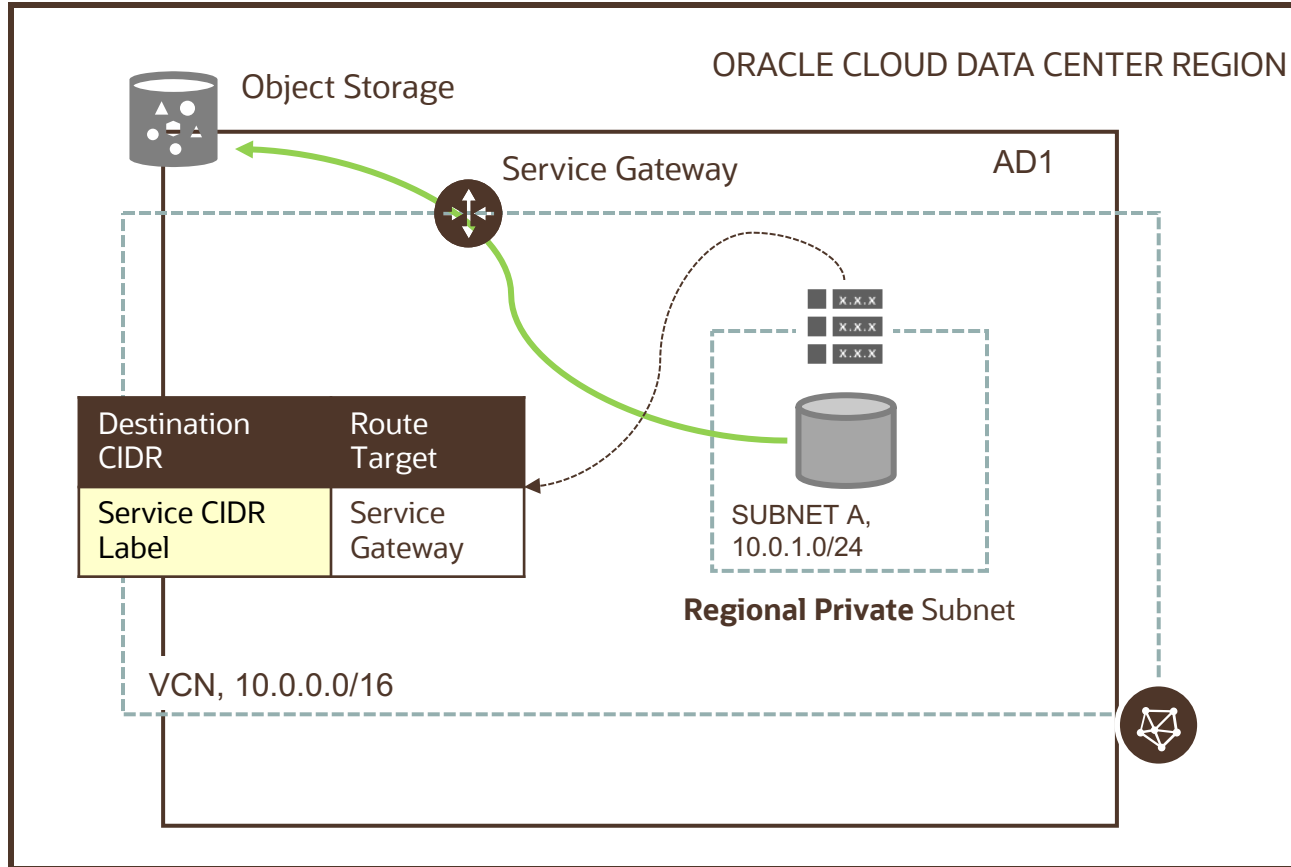 ORACLE CLOUD DATA CENTER REGION
Object Storage
AD1
Service Gateway
x.x.x
x.x.x
x.x.x
Destination
CIDR
Route
Target
Service CIDR
Label
Service
Gateway
SUBNET A,
10.0.1.0/24
Regional Private Subnet
VCN, 10.0.0.0/16